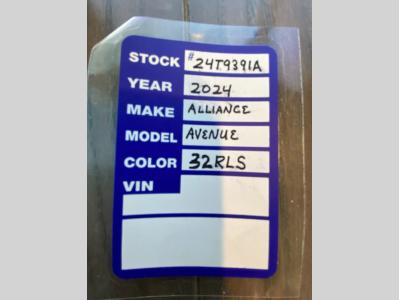 STOCK #24T9391A
YEAR 2024
MAKE ALLIANCE
MODEL AVENUE
COLOR 32RLS
VIN